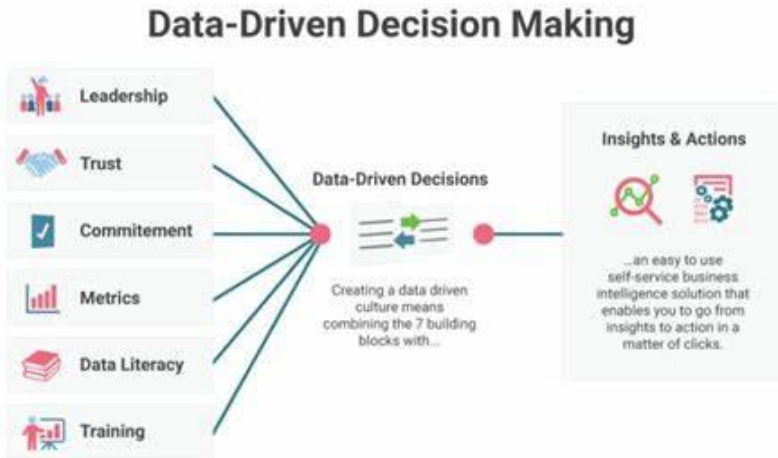 Data-Driven Decision Making
Leadership
Trust
Commitement
Metrics
Data Literacy
Training
Data-Driven Decisions
Creating a data driven
culture means
combining the 7 building
blocks with...
Insights & Actions
...an easy to use
self-service business
intelligence solution that
enables you to go from
insights to action in a
matter of clicks.